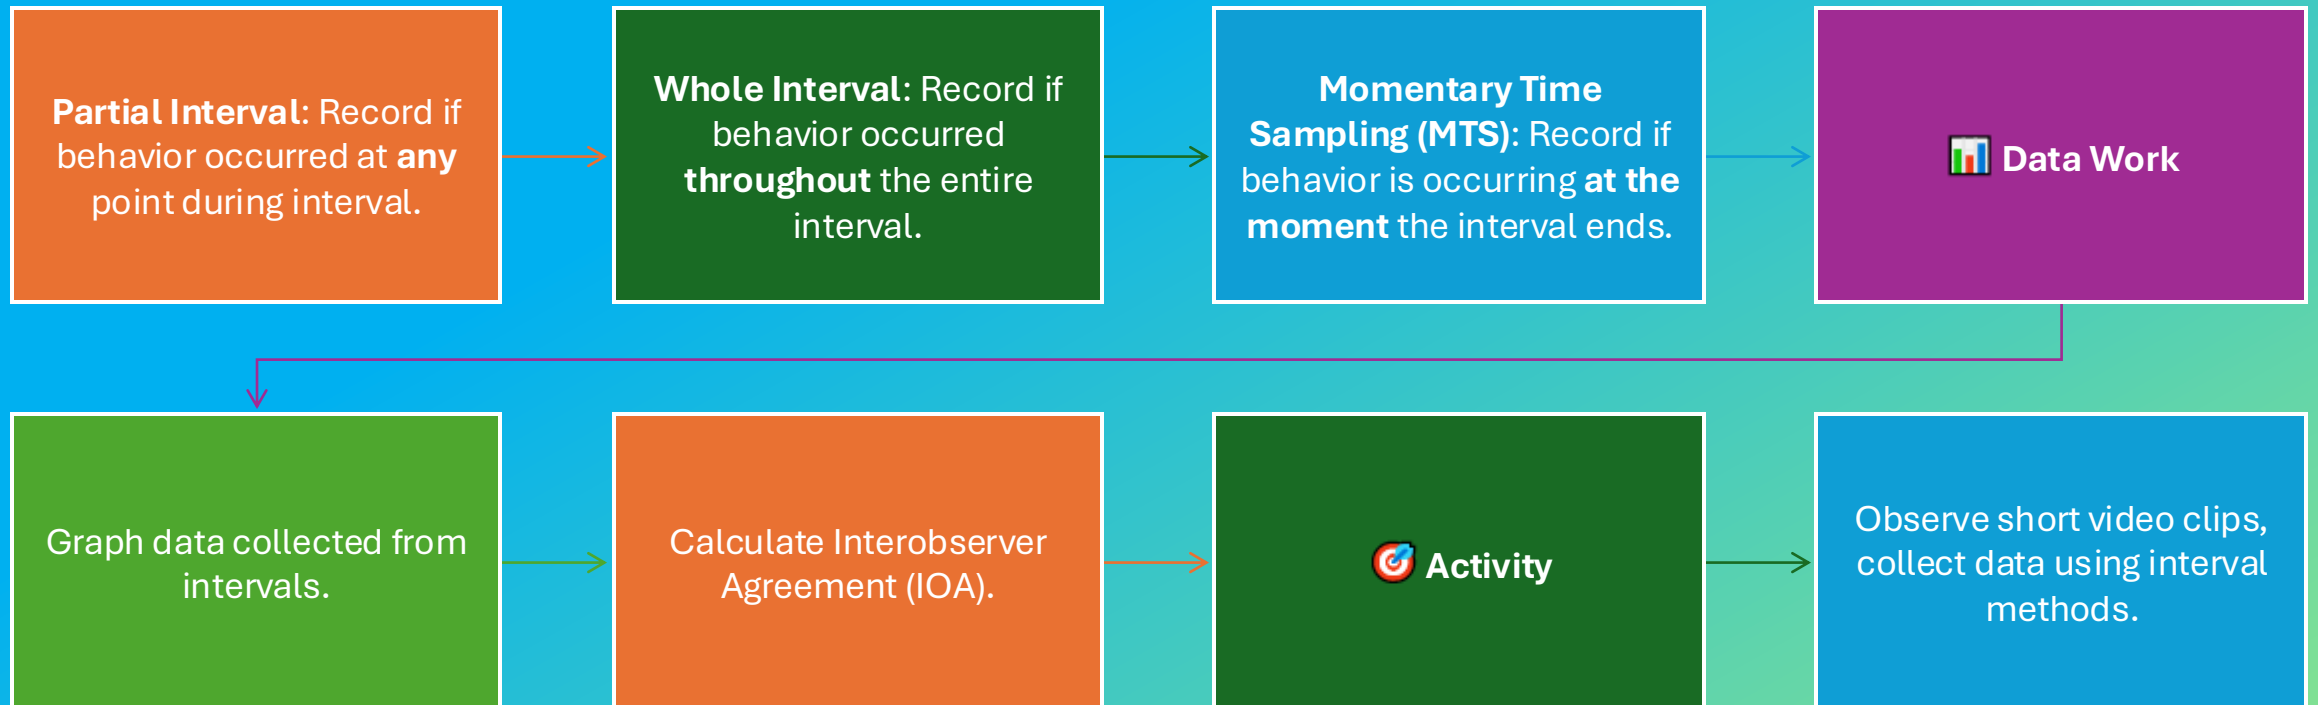 Partial Interval: Record if
behavior occurred at any
point during interval.
Whole Interval: Record if
behavior occurred
throughout the entire
interval.
Momentary Time
Sampling (MTS): Record if
behavior is occurring at the
moment the interval ends.
📊 Data Work
Graph data collected from
intervals.
Calculate Interobserver
Agreement (IOA).
🎯 Activity
Observe short video clips,
collect data using interval
methods.